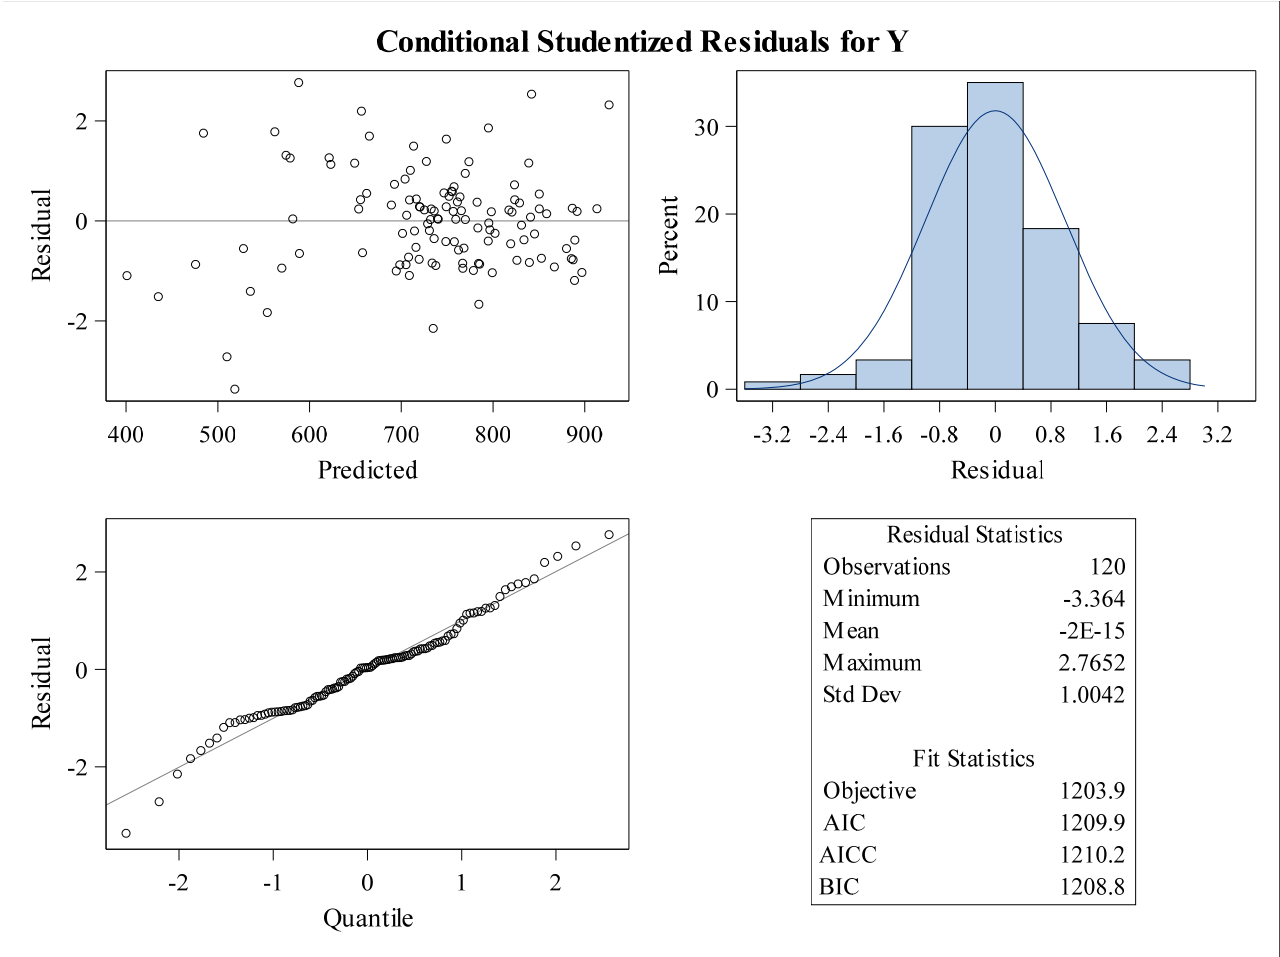 Conditional Studentized Residuals for Y
2
0
-2
Residual
400 500 600 700 800 900
Predicted
30
20
10
0
Percent
-3.2 -2.4 -1.6 -0.8 0 0.8 1.6 2.4 3.2
Residual
2
0
-2
Residual
-2 -1 0 1 2
Quantile
Residual Statistics
Observations 120
Minimum -3.364
Mean -2E-15
Maximum 2.7652
Std Dev 1.0042
Fit Statistics
Objective 1203.9
AIC 1209.9
AICC 1210.2
BIC 1208.8